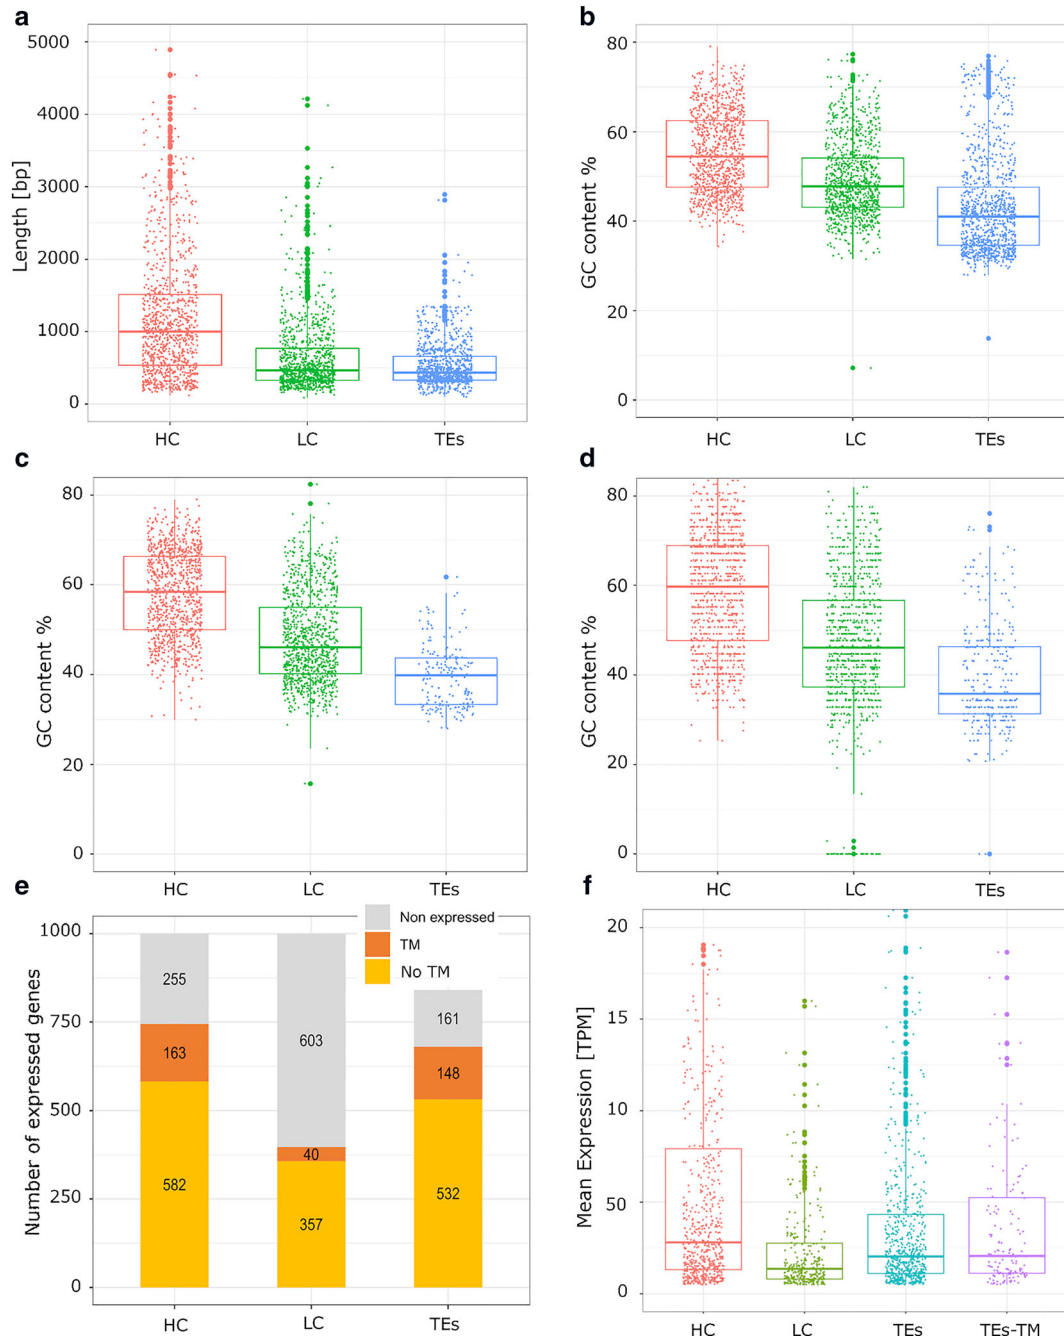 a
5000
4000
3000
2000
1000
0
Length [bp]
HC
LC
TEs
b
80
60
40
20
0
GC content %
HC
LC
TEs
c
80
60
40
20
0
GC content %
HC
LC
TEs
d
80
60
40
20
0
GC content %
HC
LC
TEs
e
1000
750
500
250
0
Number of expressed genes
Non expressed
TM
No TM
255
163
582
603
40
357
161
148
532
HC
LC
TEs
f
20
15
10
50
0
Mean Expression [TPM]
HC
LC
TEs
TEs-TM